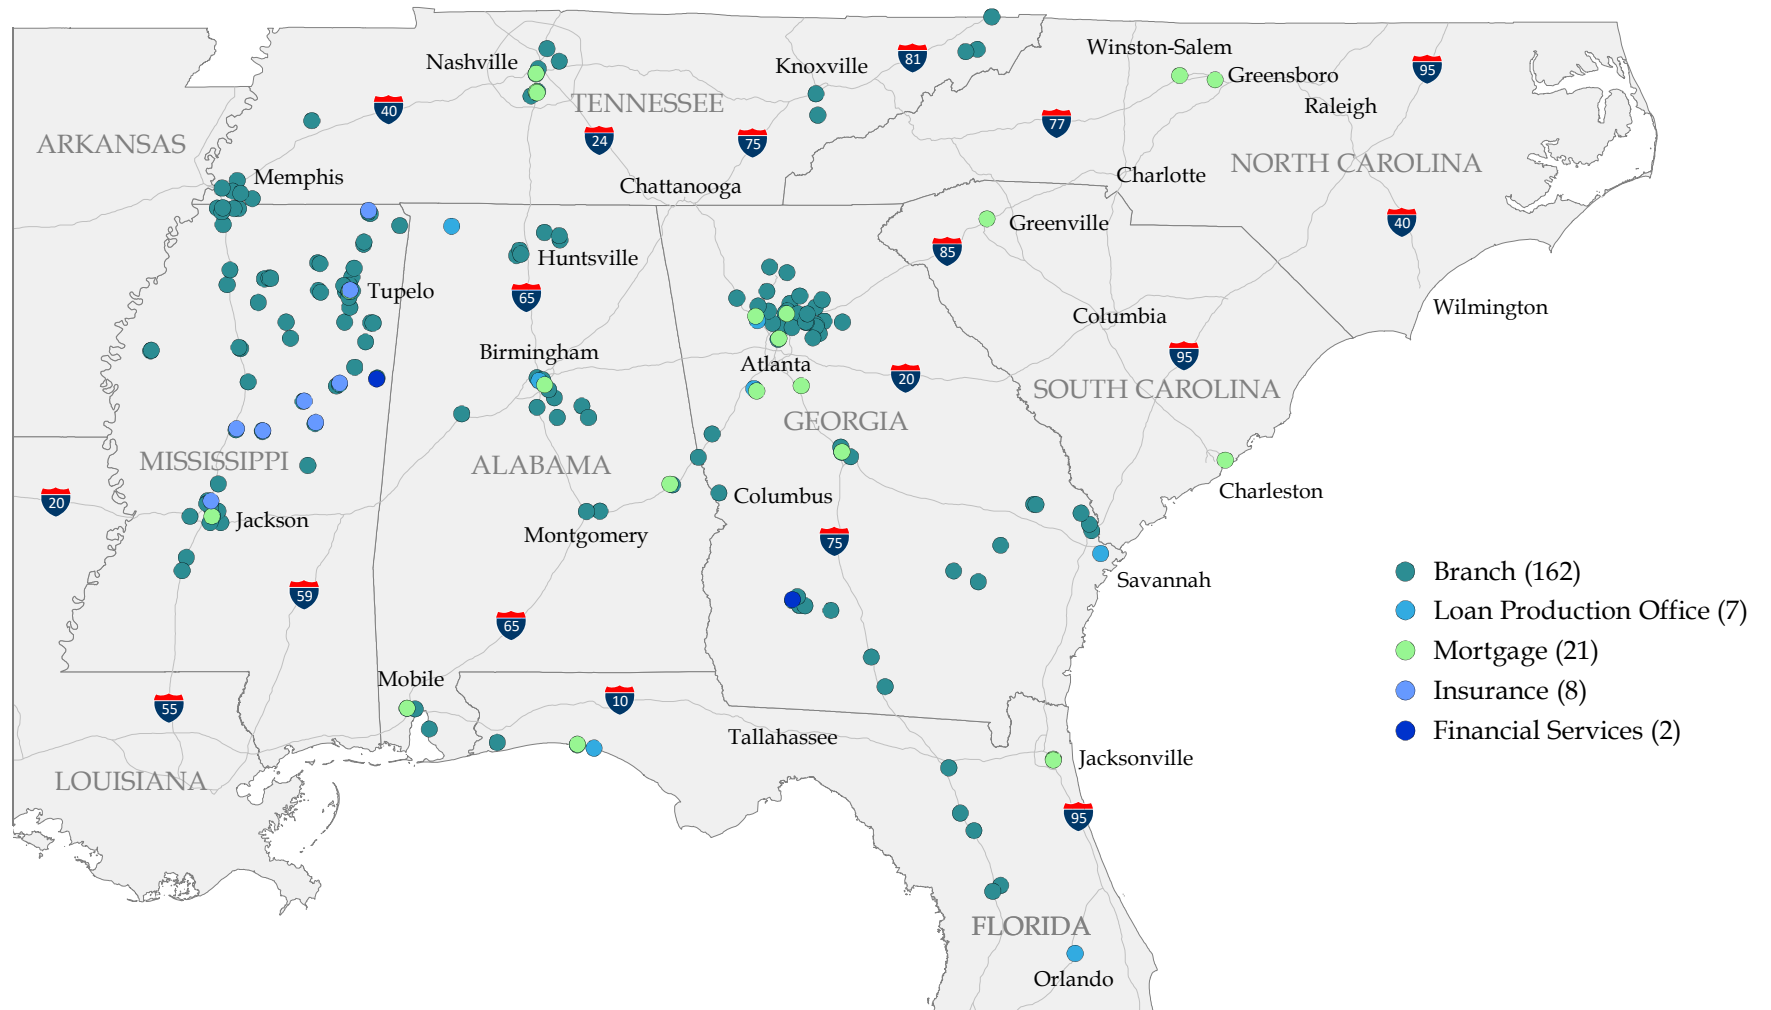 Winston-Salem
Nashville
Knoxville
81
95
Greensboro
TENNESSEE
Raleigh
40
77
24
75
ARKANSAS
NORTH CAROLINA
Memphis
Chattanooga
Charlotte
40
Greenville
85
Huntsville
Tupelo
65
Wilmington
Columbia
Birmingham
95
Atlanta
20
SOUTH CAROLINA
GEORGIA
MISSISSIPPI
ALABAMA
20
Columbus
Charleston
Jackson
Montgomery
75
Branch (162)
Savannah
59
Loan Production Office (7)
65
Mortgage (21)
Mobile
Insurance (8)
10
55
Financial Services (2)
Tallahassee
Jacksonville
LOUISIANA
95
FLORIDA
Orlando